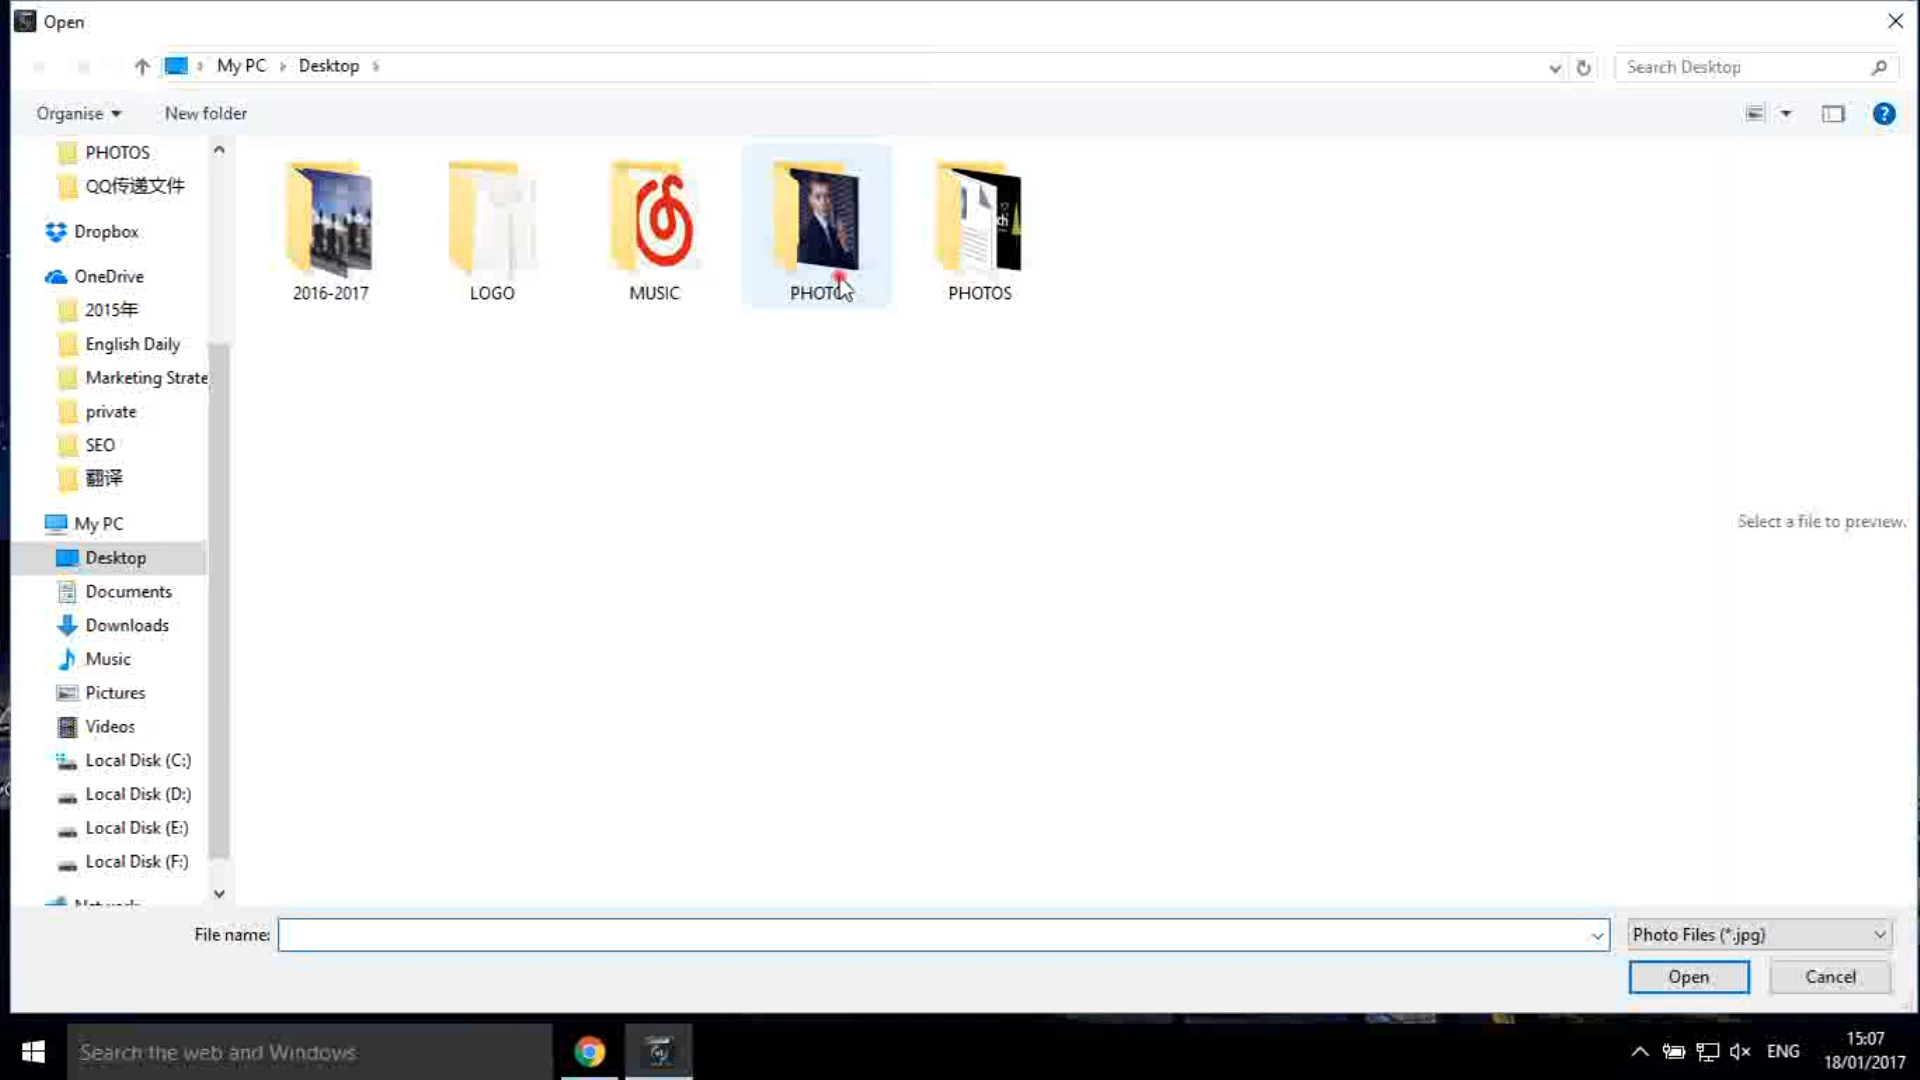 Open
My PC
Desktop
Search Desktop
Organise
New folder
?
PHOTOS
QQ传递文件
Dropbox
OneDrive
2015年
English Daily
Marketing Strate
private
SEO
翻译
My PC
Desktop
Documents
Downloads
Music
Pictures
Videos
Local Disk (C:)
Local Disk (D:)
Local Disk (E:)
Local Disk (F:)
2016-2017
LOGO
MUSIC
PHOTO
PHOTOS
Select a file to preview.
File name:
Photo Files (*.jpg)
Open
Cancel
Search the web and Windows
ENG
15:07
18/01/2017